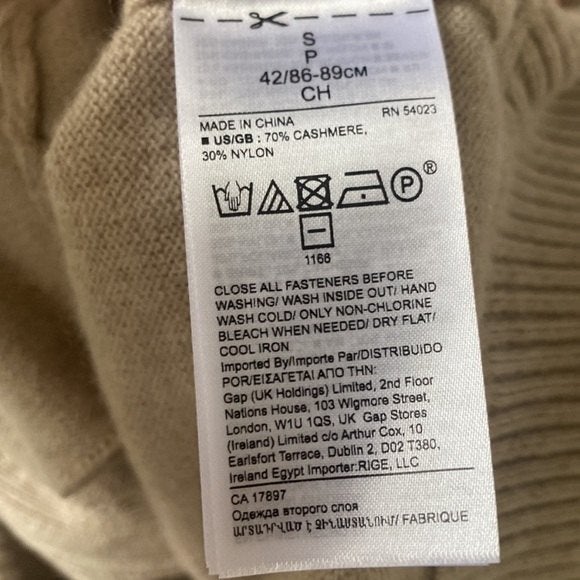 S
P
42/86-89CM
CH
RN 54023
MADE IN CHINA
■ US/GB : 70% CASHMERE,
30% NYLON
P ®
1166
CLOSE ALL FASTENERS BEFORE
WASHING/ WASH INSIDE OUT/ HAND
WASH COLD/ ONLY NON-CHLORINE
BLEACH WHEN NEEDED/ DRY FLAT/
COOL IRON
Imported By/Importe Par/DISTRIBUIDO
POR/ΕΙΣΑΓΕΤΑΙ ΑΠΟ ΤΗΝ:
Gap (UK Holdings) Limited, 2nd Floor
Nations House, 103 Wigmore Street,
London, W1U 1QS, UK Gap Stores
(Ireland) Limited c/o Arthur Cox, 10
Earlsfort Terrace, Dublin 2, D02 T380,
Ireland Egypt Importer:RIGE, LLC
CA 17897
Одежда второго слоя
ԱՐՏԱԴՐՎԱԾ Է ՉԻՆԱՍՏԱՆՈՒՄ/ FABRIQUE